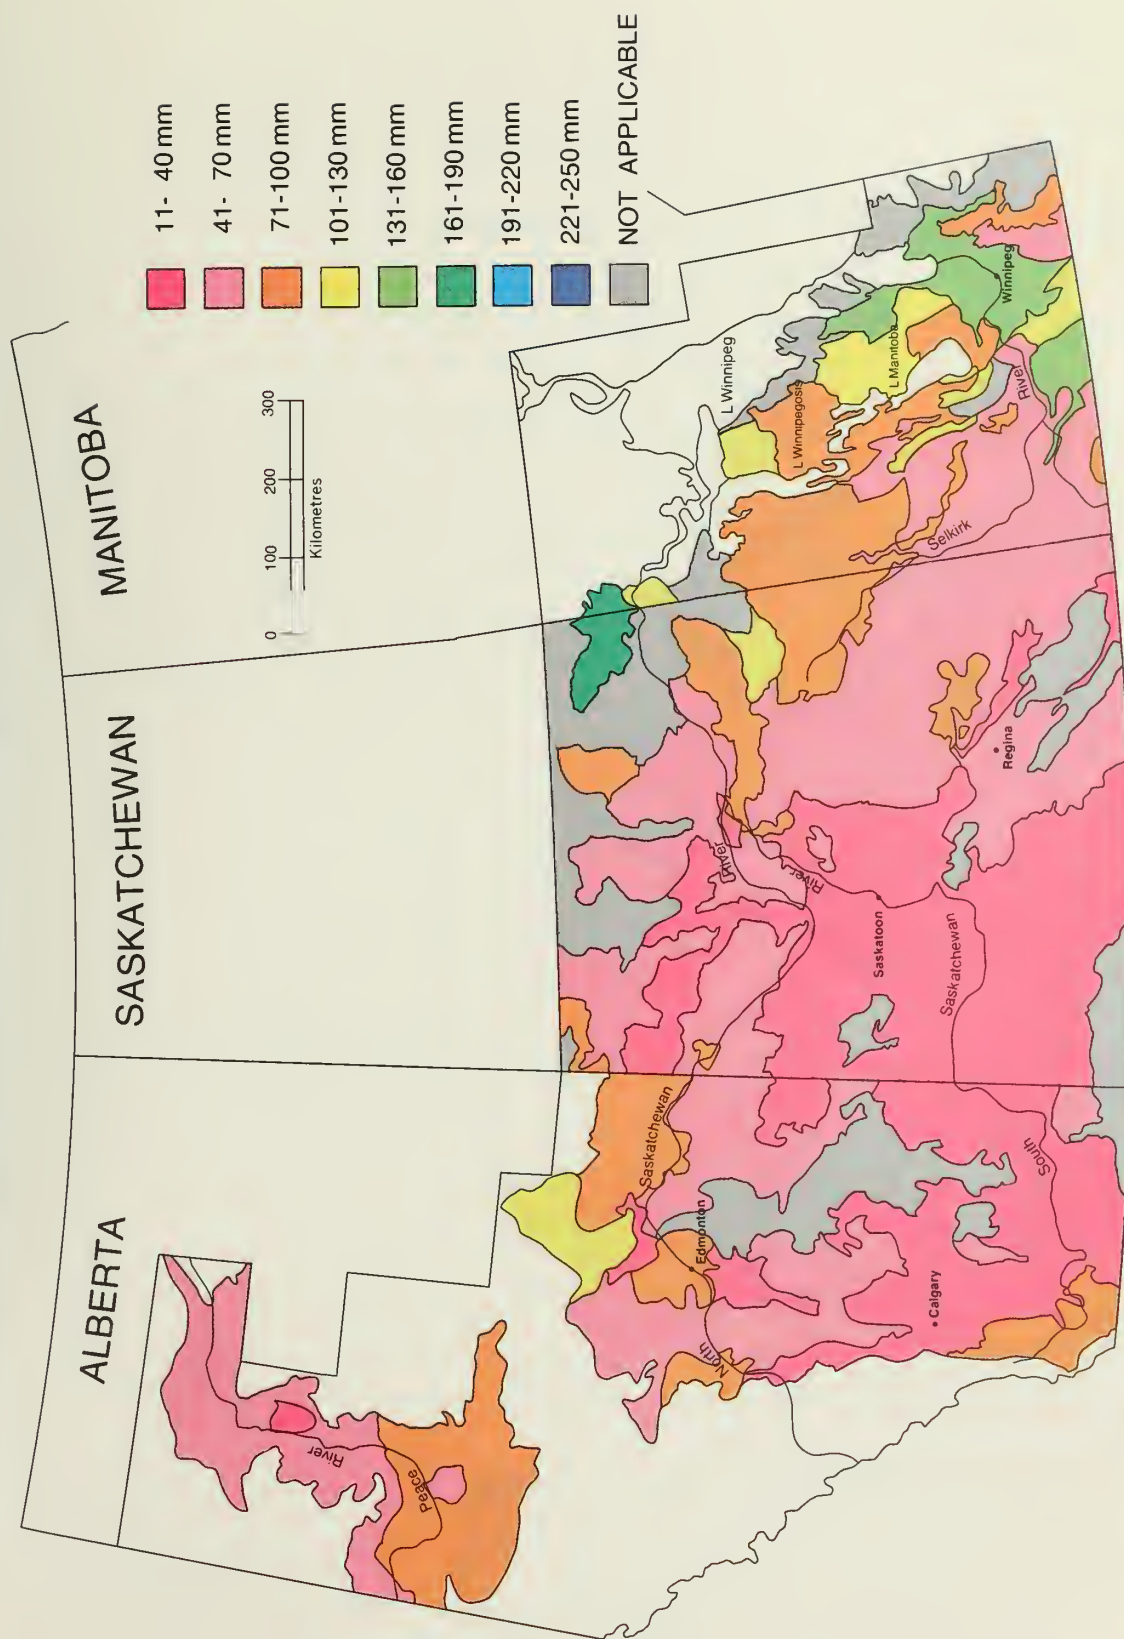 ALBERTA
SASKATCHEWAN
MANITOBA
0 100 200 300
Kilometres
11- 40 mm
41- 70 mm
71-100 mm
101-130 mm
131-160 mm
161-190 mm
191-220 mm
221-250 mm
NOT APPLICABLE
Peace
River
North
Saskatchewan
River
Edmonton
Calgary
South
Saskatchewan
River
Saskatoon
Regina
Selkirk
River
L Winnipeg
L Winnipegosis
L Manitoba
Winnipeg